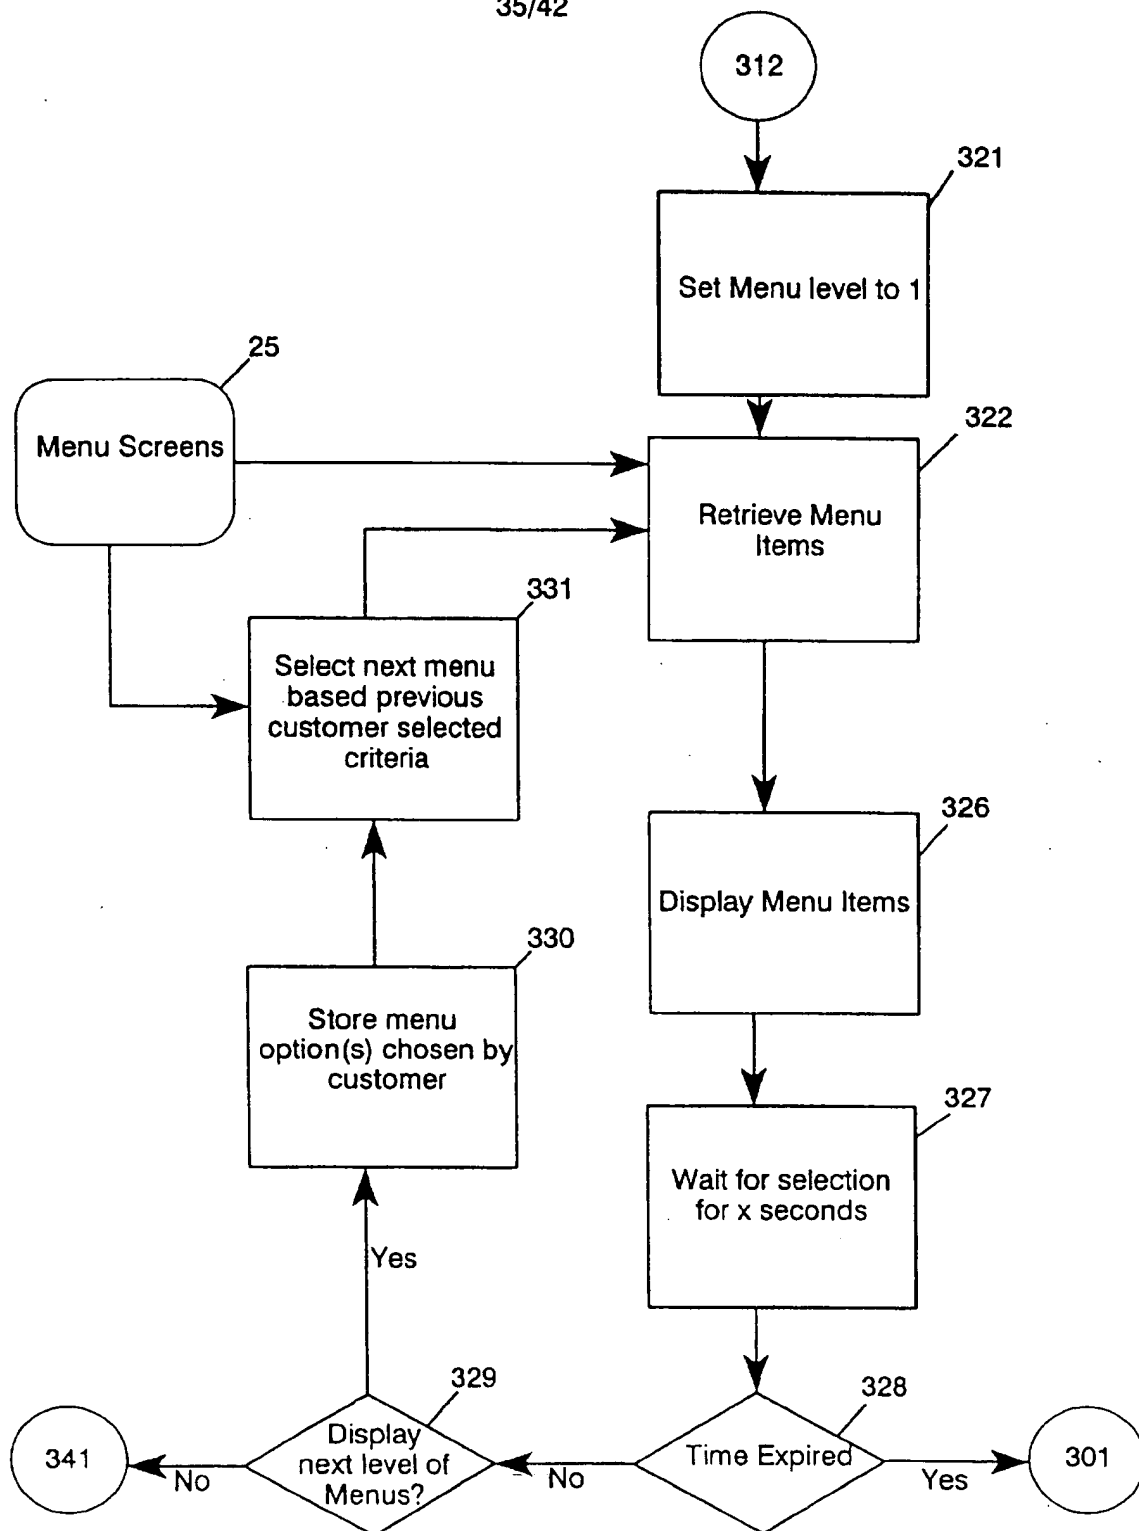 35/42
312
321
Set Menu level to 1
25
Menu Screens
322
Retrieve Menu
Items
331
Select next menu
based previous
customer selected
criteria
326
Display Menu Items
330
Store menu
option(s) chosen by
customer
327
Wait for selection
for x seconds
Yes
329
Display
next level of
Menus?
328
Time Expired
341
No
No
Yes
301